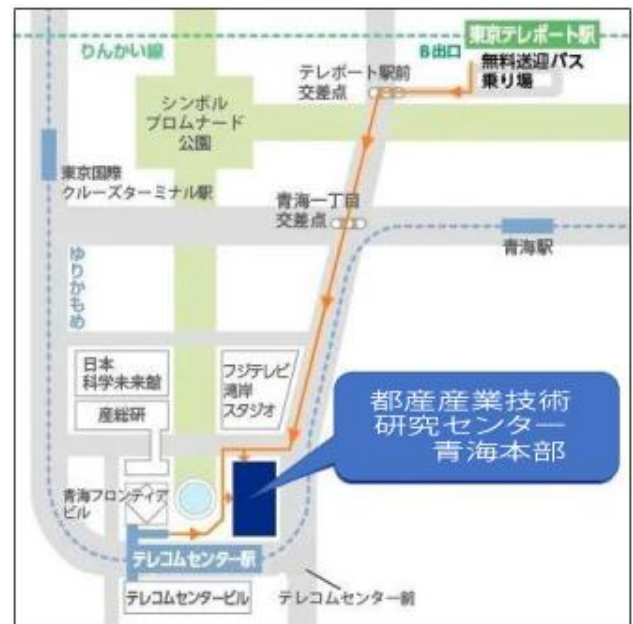 東京テレポート駅
りんかい線
B出口
無料送迎バス
乗り場
テレポート駅前
交差点
シンボル
プロムナード
公園
東京国際
クルーズターミナル駅
青海一丁目
交差点
青海駅
ゆりかもめ
日本
科学未来館
フジテレビ
湾岸
スタジオ
産総研
都産産業技術
研究センター
青海本部
青海フロンティア
ビル
テレコムセンター駅
テレコムセンタービル
テレコムセンター前